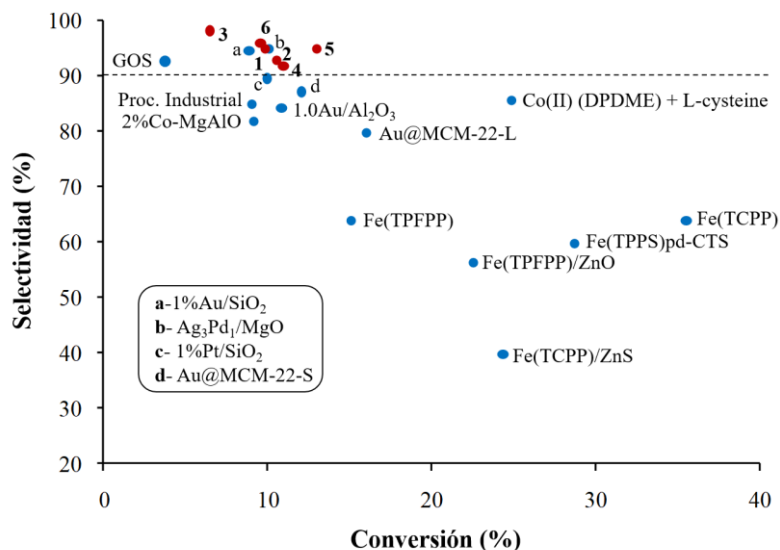 100
90
80
70
60
50
40
30
20
Selectividad (%)
3
6
a
b
5
GOS
1
2
4
c
d
Proc. Industrial
1.0Au/Al₂O₃
Co(II) (DPDME) + L-cysteine
2%Co-MgAlO
Au@MCM-22-L
Fe(TPFPP)
Fe(TCPP)
Fe(TPPS)pd-CTS
Fe(TPFPP)/ZnO
Fe(TCPP)/ZnS
a-1%Au/SiO₂
b- Ag₃Pd₁/MgO
c- 1%Pt/SiO₂
d- Au@MCM-22-S
0 10 20 30 40
Conversión (%)